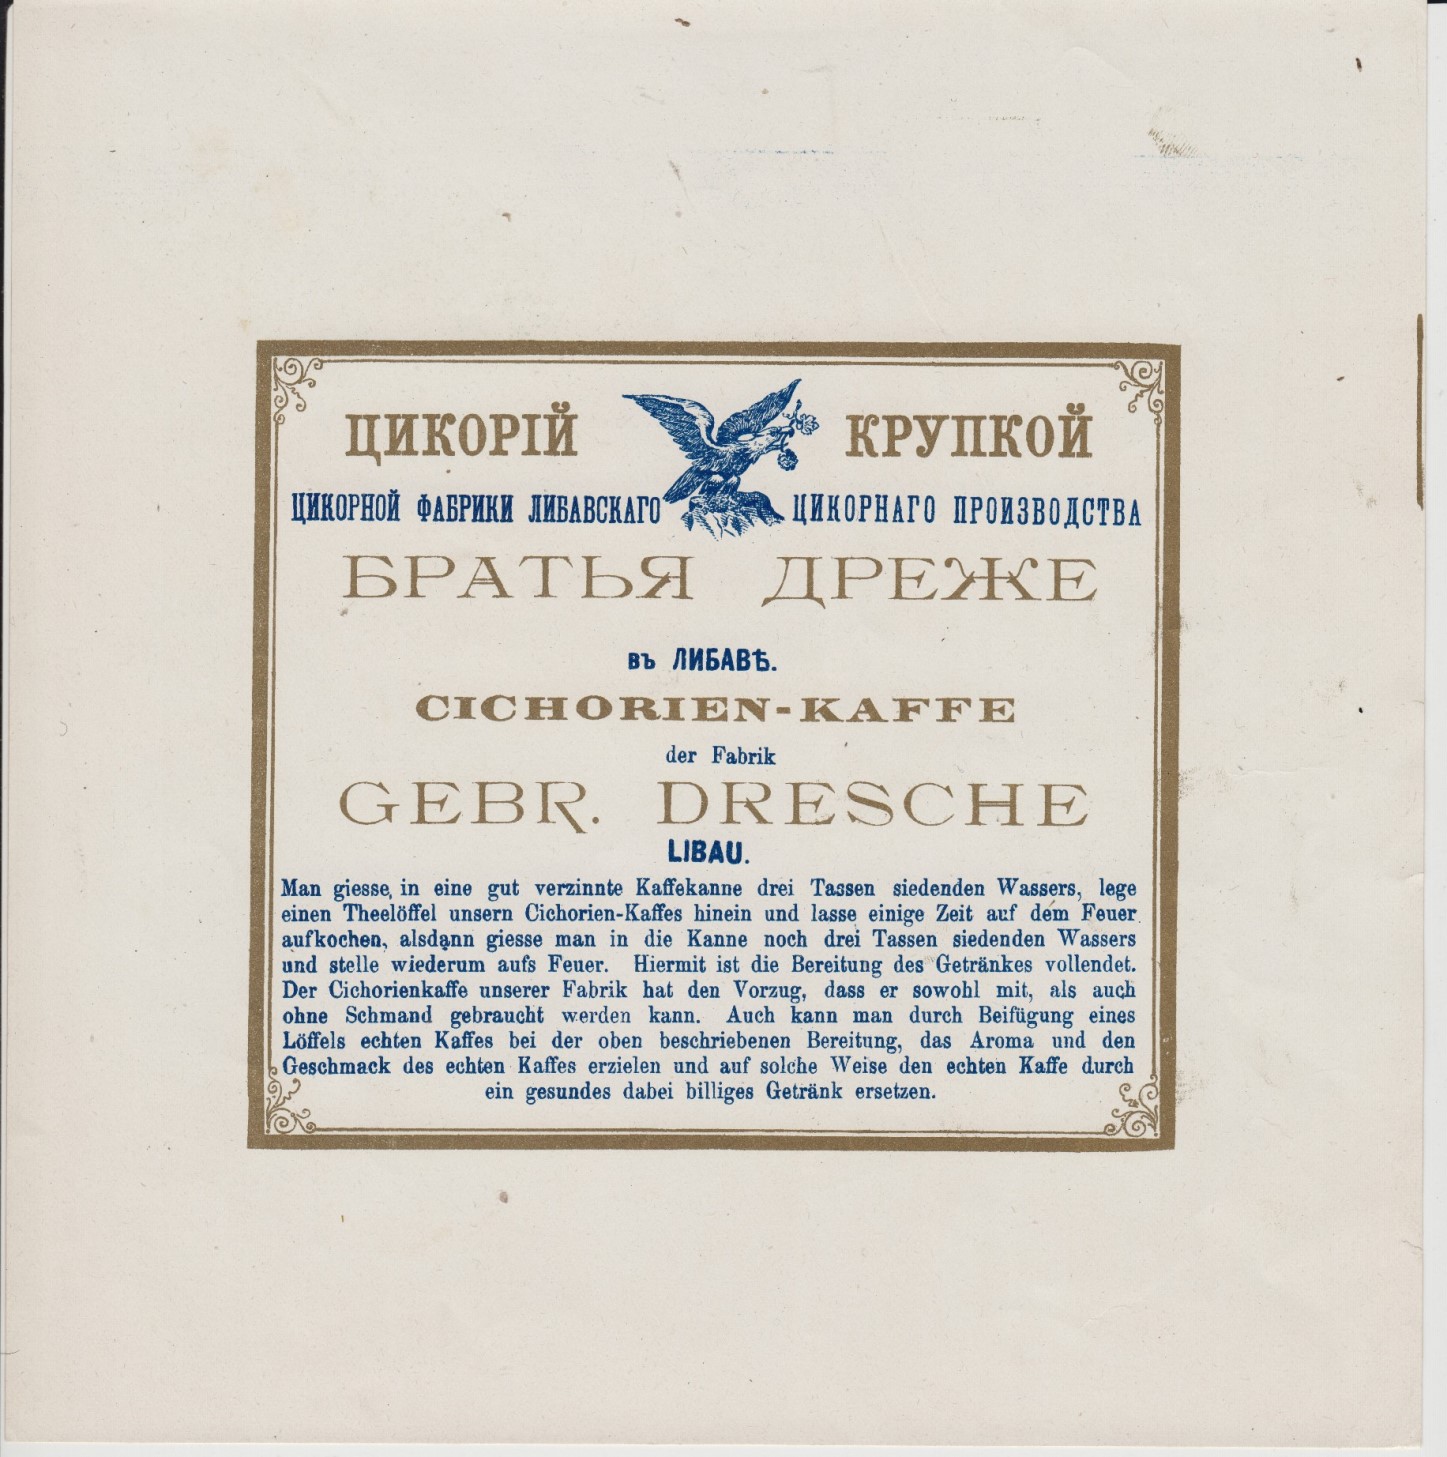 ЦИКОРІЙ КРУПКОЙ
ЦИКОРНОЙ ФАБРИКИ ЛИБАВСКАГО ЦИКОРНАГО ПРОИЗВОДСТВА
БРАТЬЯ ДРЕЖЕ
въ ЛИБАВѢ.
CICHORIEN-KAFFE
der Fabrik
GEBR. DRESCHE
LIBAU.
Man giesse in eine gut verzinnte Kaffekanne drei Tassen siedenden Wassers, lege
einen Theelöffel unsern Cichorien-Kaffes hinein und lasse einige Zeit auf dem Feuer
aufkochen, alsdann giesse man in die Kanne noch drei Tassen siedenden Wassers
und stelle wiederum aufs Feuer. Hiermit ist die Bereitung des Getränkes vollendet.
Der Cichorienkaffe unserer Fabrik hat den Vorzug, dass er sowohl mit, als auch
ohne Schmand gebraucht werden kann. Auch kann man durch Beifügung eines
Löffels echten Kaffes bei der oben beschriebenen Bereitung, das Aroma und den
Geschmack des echten Kaffes erzielen und auf solche Weise den echten Kaffe durch
ein gesundes dabei billiges Getränk ersetzen.